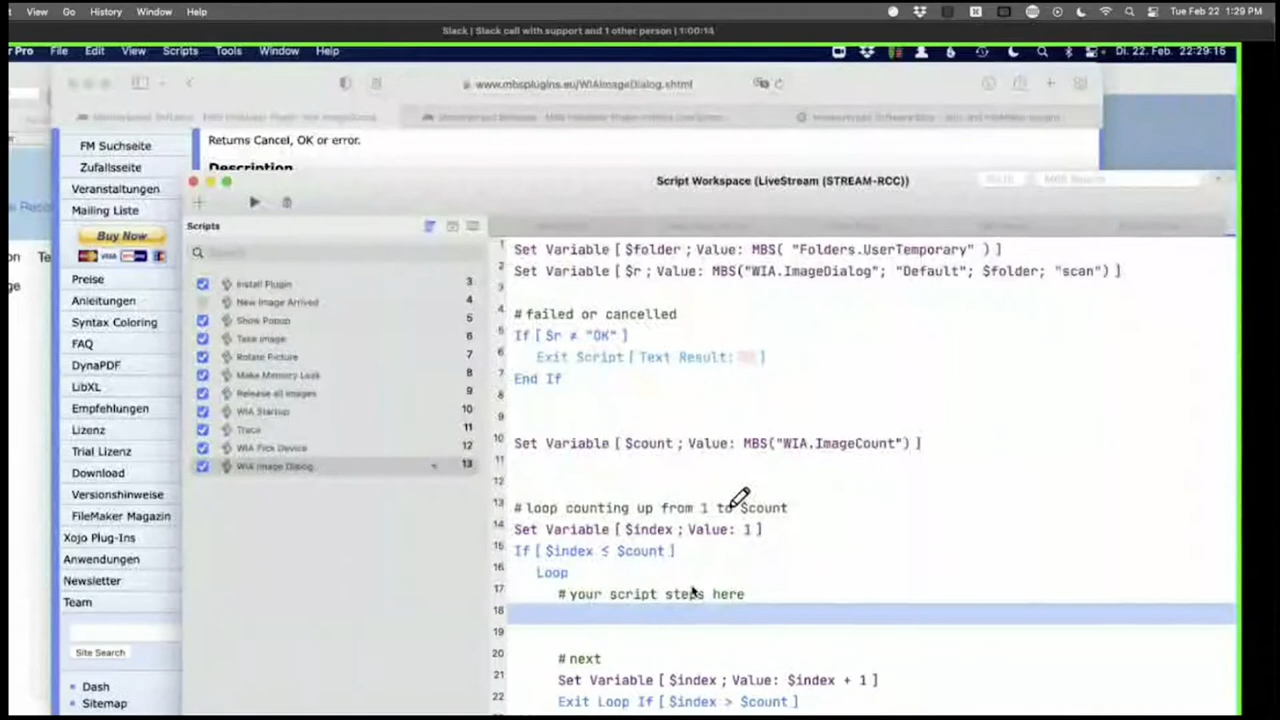 View Go History Window Help
Tue Feb 22 1:29 PM
Slack | Slack call with support and 1 other person | 1:00:14
r Pro File Edit View Scripts Tools Window Help
Di. 22. Feb. 22:29:16
www.mbsplugins.eu/WIAImageDialog.shtml
Returns Cancel, OK or error.
Description
FM Suchseite
Zufallsseite
Veranstaltungen
Mailing Liste
Buy Now
Preise
Anleitungen
Syntax Coloring
FAQ
DynaPDF
LibXL
Empfehlungen
Lizenz
Trial Lizenz
Download
Versionshinweise
FileMaker Magazin
Xojo Plug-Ins
Anwendungen
Newsletter
Team
Site Search
Dash
Sitemap
Script Workspace (LiveStream (STREAM-RCC))
Scripts
Search
Install Plugin 3
New Image Arrived 4
Show Popup 5
Take Image 6
Rotate Picture 7
Make Memory Leak 8
Release all images 9
WIA Startup 10
Trace 11
WIA Pick Device 12
WIA Image Dialog 13
1 Set Variable [ $folder ; Value: MBS( "Folders.UserTemporary" ) ]
2 Set Variable [ $r ; Value: MBS("WIA.ImageDialog"; "Default"; $folder; "scan") ]
3
4 # failed or cancelled
5 If [ $r ≠ "OK" ]
6 Exit Script [ Text Result: ]
7 End If
8
9
10 Set Variable [ $count ; Value: MBS("WIA.ImageCount") ]
11
12
13 # loop counting up from 1 to $count
14 Set Variable [ $index ; Value: 1 ]
15 If [ $index ≤ $count ]
16 Loop
17 # your script steps here
18
19
20 # next
21 Set Variable [ $index ; Value: $index + 1 ]
22 Exit Loop If [ $index > $count ]